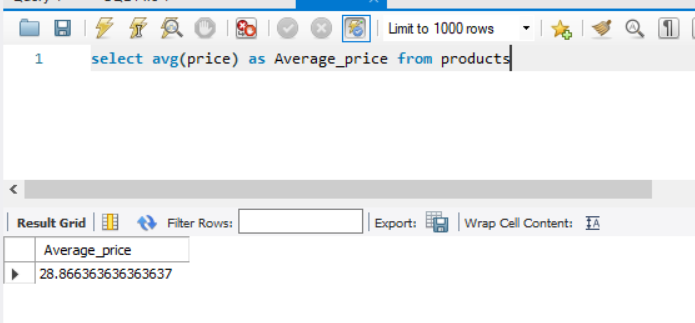 Limit to 1000 rows
1 select avg(price) as Average_price from products
Result Grid Filter Rows: Export: Wrap Cell Content: IA
Average_price
28.866363636363637